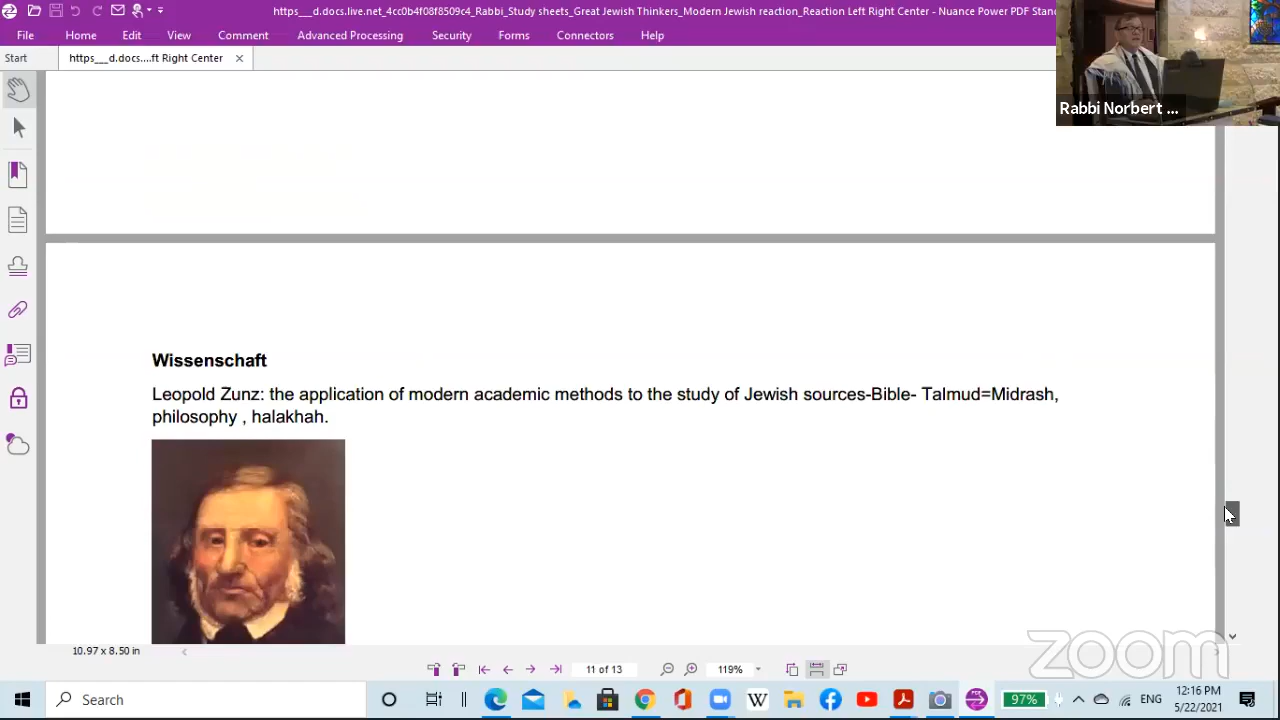 https___d.docs.live.net_4cc0b4f08f8509c4_Rabbi_Study sheets_Great Jewish Thinkers_Modern Jewish reaction_Reaction Left Right Center - Nuance Power PDF Stan
File Home Edit View Comment Advanced Processing Security Forms Connectors Help
Start https___d.docs....ft Right Center
Rabbi Norbert ...
Wissenschaft
Leopold Zunz: the application of modern academic methods to the study of Jewish sources-Bible- Talmud=Midrash,
philosophy , halakhah.
zoom
10.97 x 8.50 in
11 of 13 119%
Search ENG 97% 12:16 PM
5/22/2021